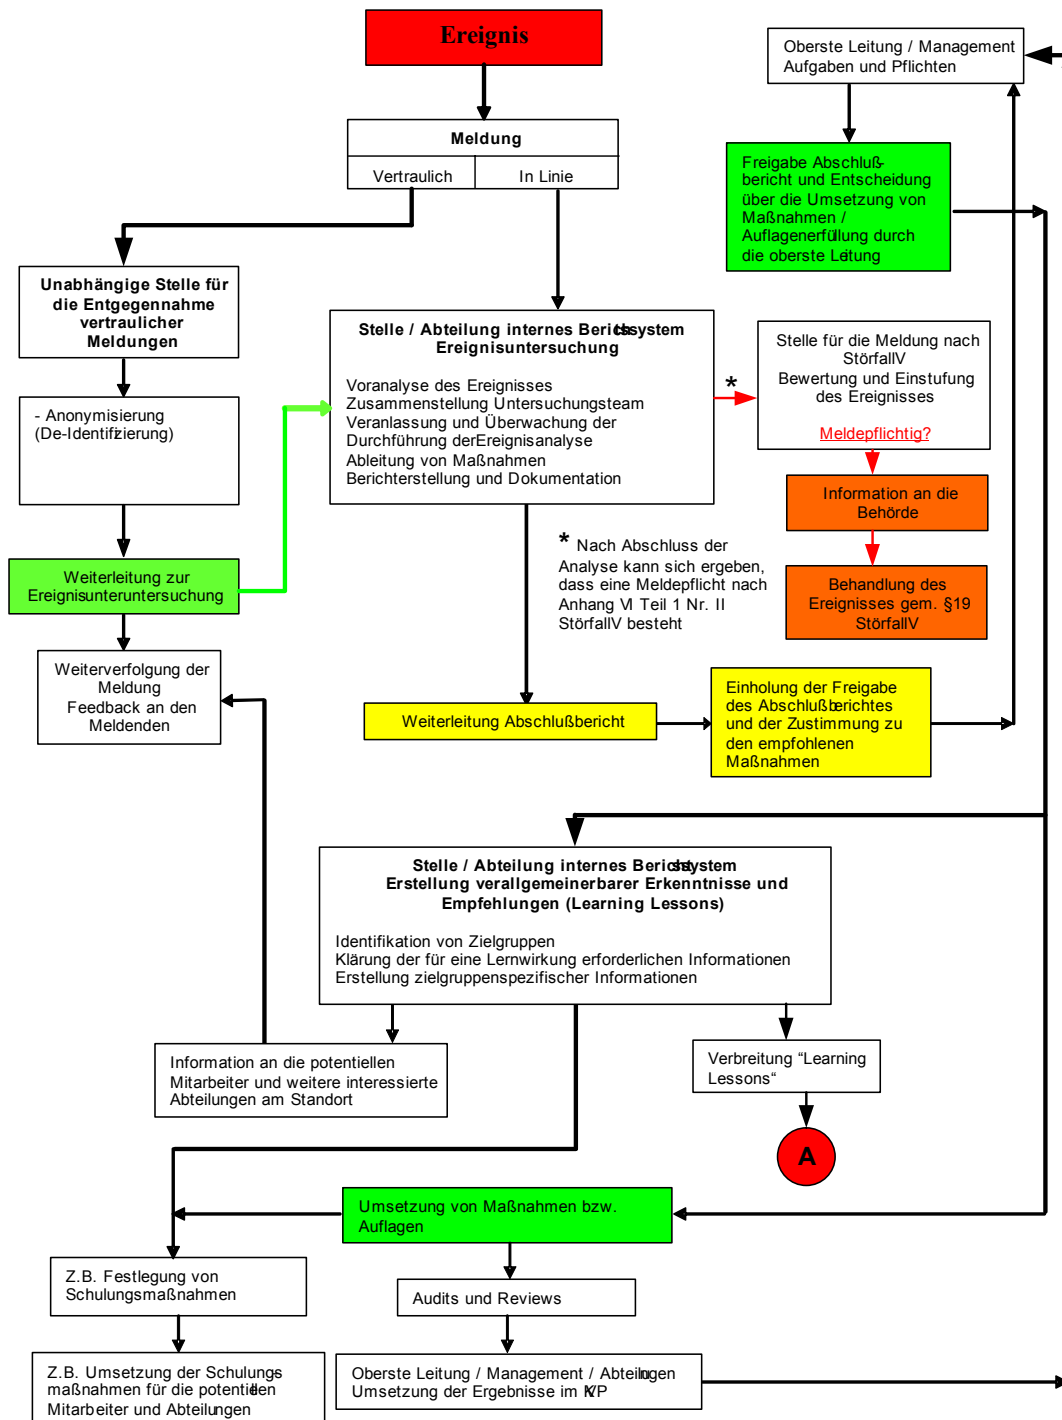 Ereignis
Meldung
Vertraulich
In Linie
Oberste Leitung / Management
Aufgaben und Pflichten
Freigabe Abschluß-
bericht und Entscheidung
über die Umsetzung von
Maßnahmen /
Auflagenerfüllung durch
die oberste Leitung
Unabhängige Stelle für
die Entgegennahme
vertraulicher
Meldungen
- Anonymisierung
(De-Identifizierung)
Weiterleitung zur
Ereignisunteruntersuchung
Weiterverfolgung der
Meldung
Feedback an den
Meldenden
Stelle / Abteilung internes Berichtssystem
Ereignisuntersuchung
Voranalyse des Ereignisses
Zusammenstellung Untersuchungsteam
Veranlassung und Überwachung der
Durchführung der Ereignisanalyse
Ableitung von Maßnahmen
Berichterstellung und Dokumentation
*
Stelle für die Meldung nach
StörfallV
Bewertung und Einstufung
des Ereignisses
Meldepflichtig?
Information an die
Behörde
Behandlung des
Ereignisses gem. §19
StörfallV
* Nach Abschluss der
Analyse kann sich ergeben,
dass eine Meldepflicht nach
Anhang VI Teil 1 Nr. II
StörfallV besteht
Weiterleitung Abschlußbericht
Einholung der Freigabe
des Abschlußberichtes
und der Zustimmung zu
den empfohlenen
Maßnahmen
Stelle / Abteilung internes Berichtssystem
Erstellung verallgemeinerbarer Erkenntnisse und
Empfehlungen (Learning Lessons)
Identifikation von Zielgruppen
Klärung der für eine Lernwirkung erforderlichen Informationen
Erstellung zielgruppenspezifischer Informationen
Information an die potentiellen
Mitarbeiter und weitere interessierte
Abteilungen am Standort
Verbreitung “Learning
Lessons“
A
Umsetzung von Maßnahmen bzw.
Auflagen
Z.B. Festlegung von
Schulungsmaßnahmen
Audits und Reviews
Z.B. Umsetzung der Schulungs-
maßnahmen für die potentiellen
Mitarbeiter und Abteilungen
Oberste Leitung / Management / Abteilungen
Umsetzung der Ergebnisse im KVP